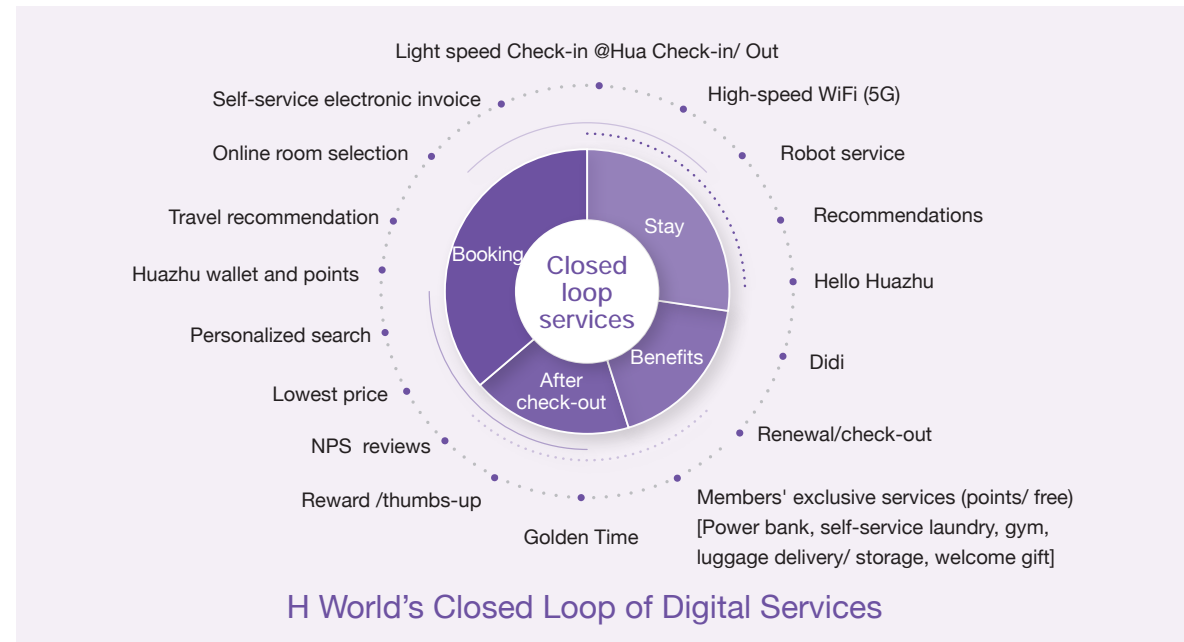 Light speed Check-in @Hua Check-in/ Out
Self-service electronic invoice
High-speed WiFi (5G)
Online room selection
Robot service
Travel recommendation
Recommendations
Huazhu wallet and points
Hello Huazhu
Personalized search
Didi
Lowest price
Renewal/check-out
NPS reviews
Reward /thumbs-up
Golden Time
Members' exclusive services (points/ free)
[Power bank, self-service laundry, gym,
luggage delivery/ storage, welcome gift]
Booking
Stay
Benefits
After
check-out
Closed
loop
services
H World’s Closed Loop of Digital Services